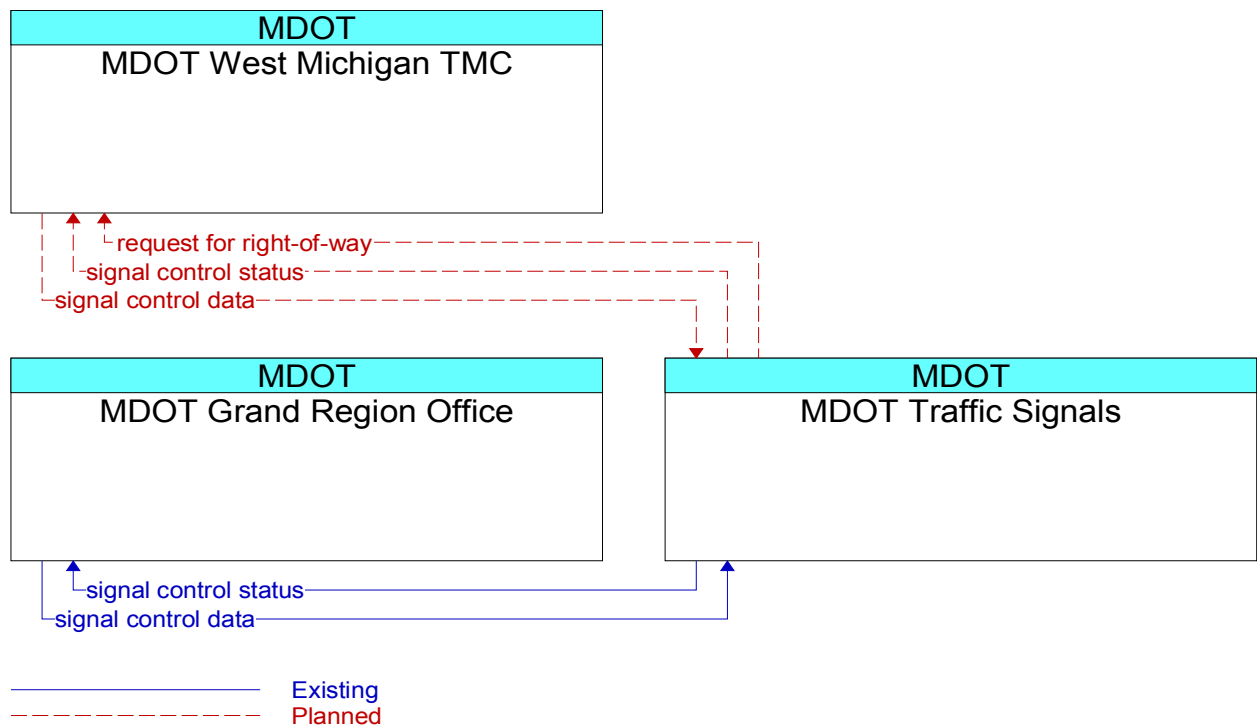 MDOT
MDOT West Michigan TMC
request for right-of-way
signal control status
signal control data
MDOT
MDOT Grand Region Office
MDOT
MDOT Traffic Signals
signal control status
signal control data
Existing
Planned